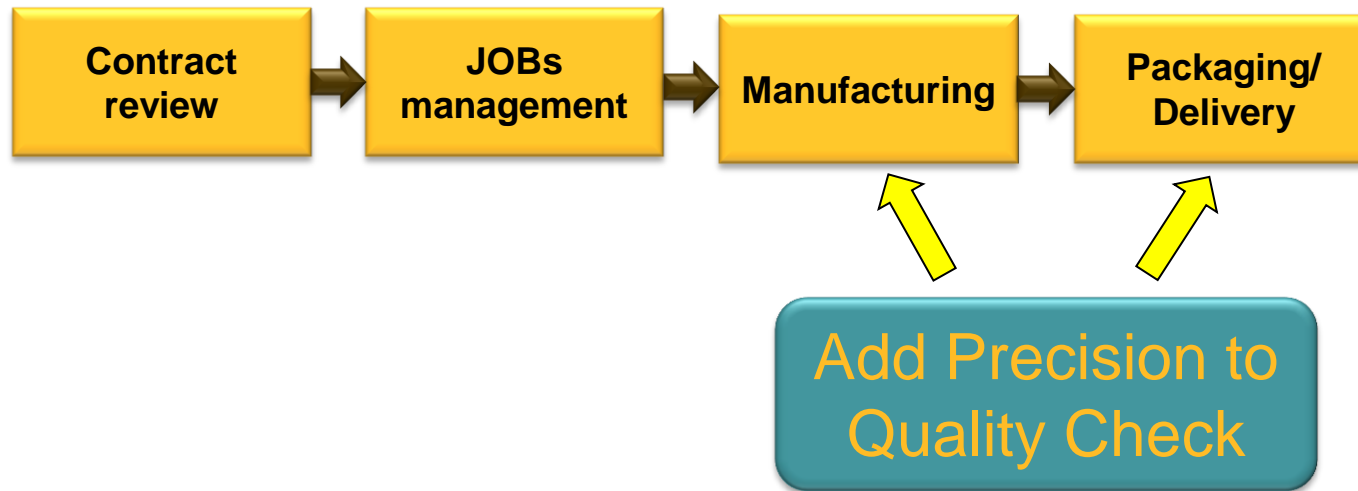 Contract
review
JOBs
management
Manufacturing
Packaging/
Delivery
Add Precision to
Quality Check